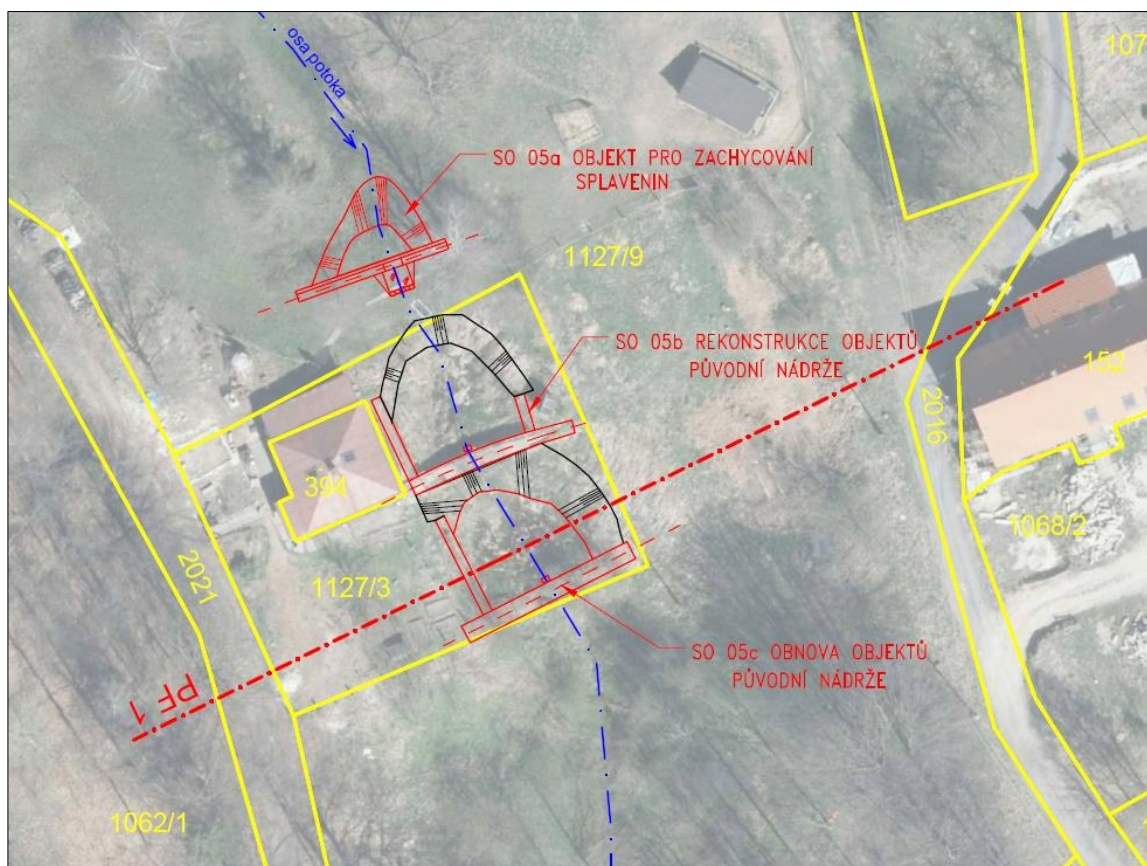 osa potoka
107
SO 05a OBJEKT PRO ZACHYCOVÁNÍ
SPLAVENIN
1127/9
SO 05b REKONSTRUKCE OBJEKTŮ
PŮVODNÍ NÁDRŽE
152
2016
394
1068/2
2021
1127/3
SO 05c OBNOVA OBJEKTŮ
PŮVODNÍ NÁDRŽE
PF 1
1062/1